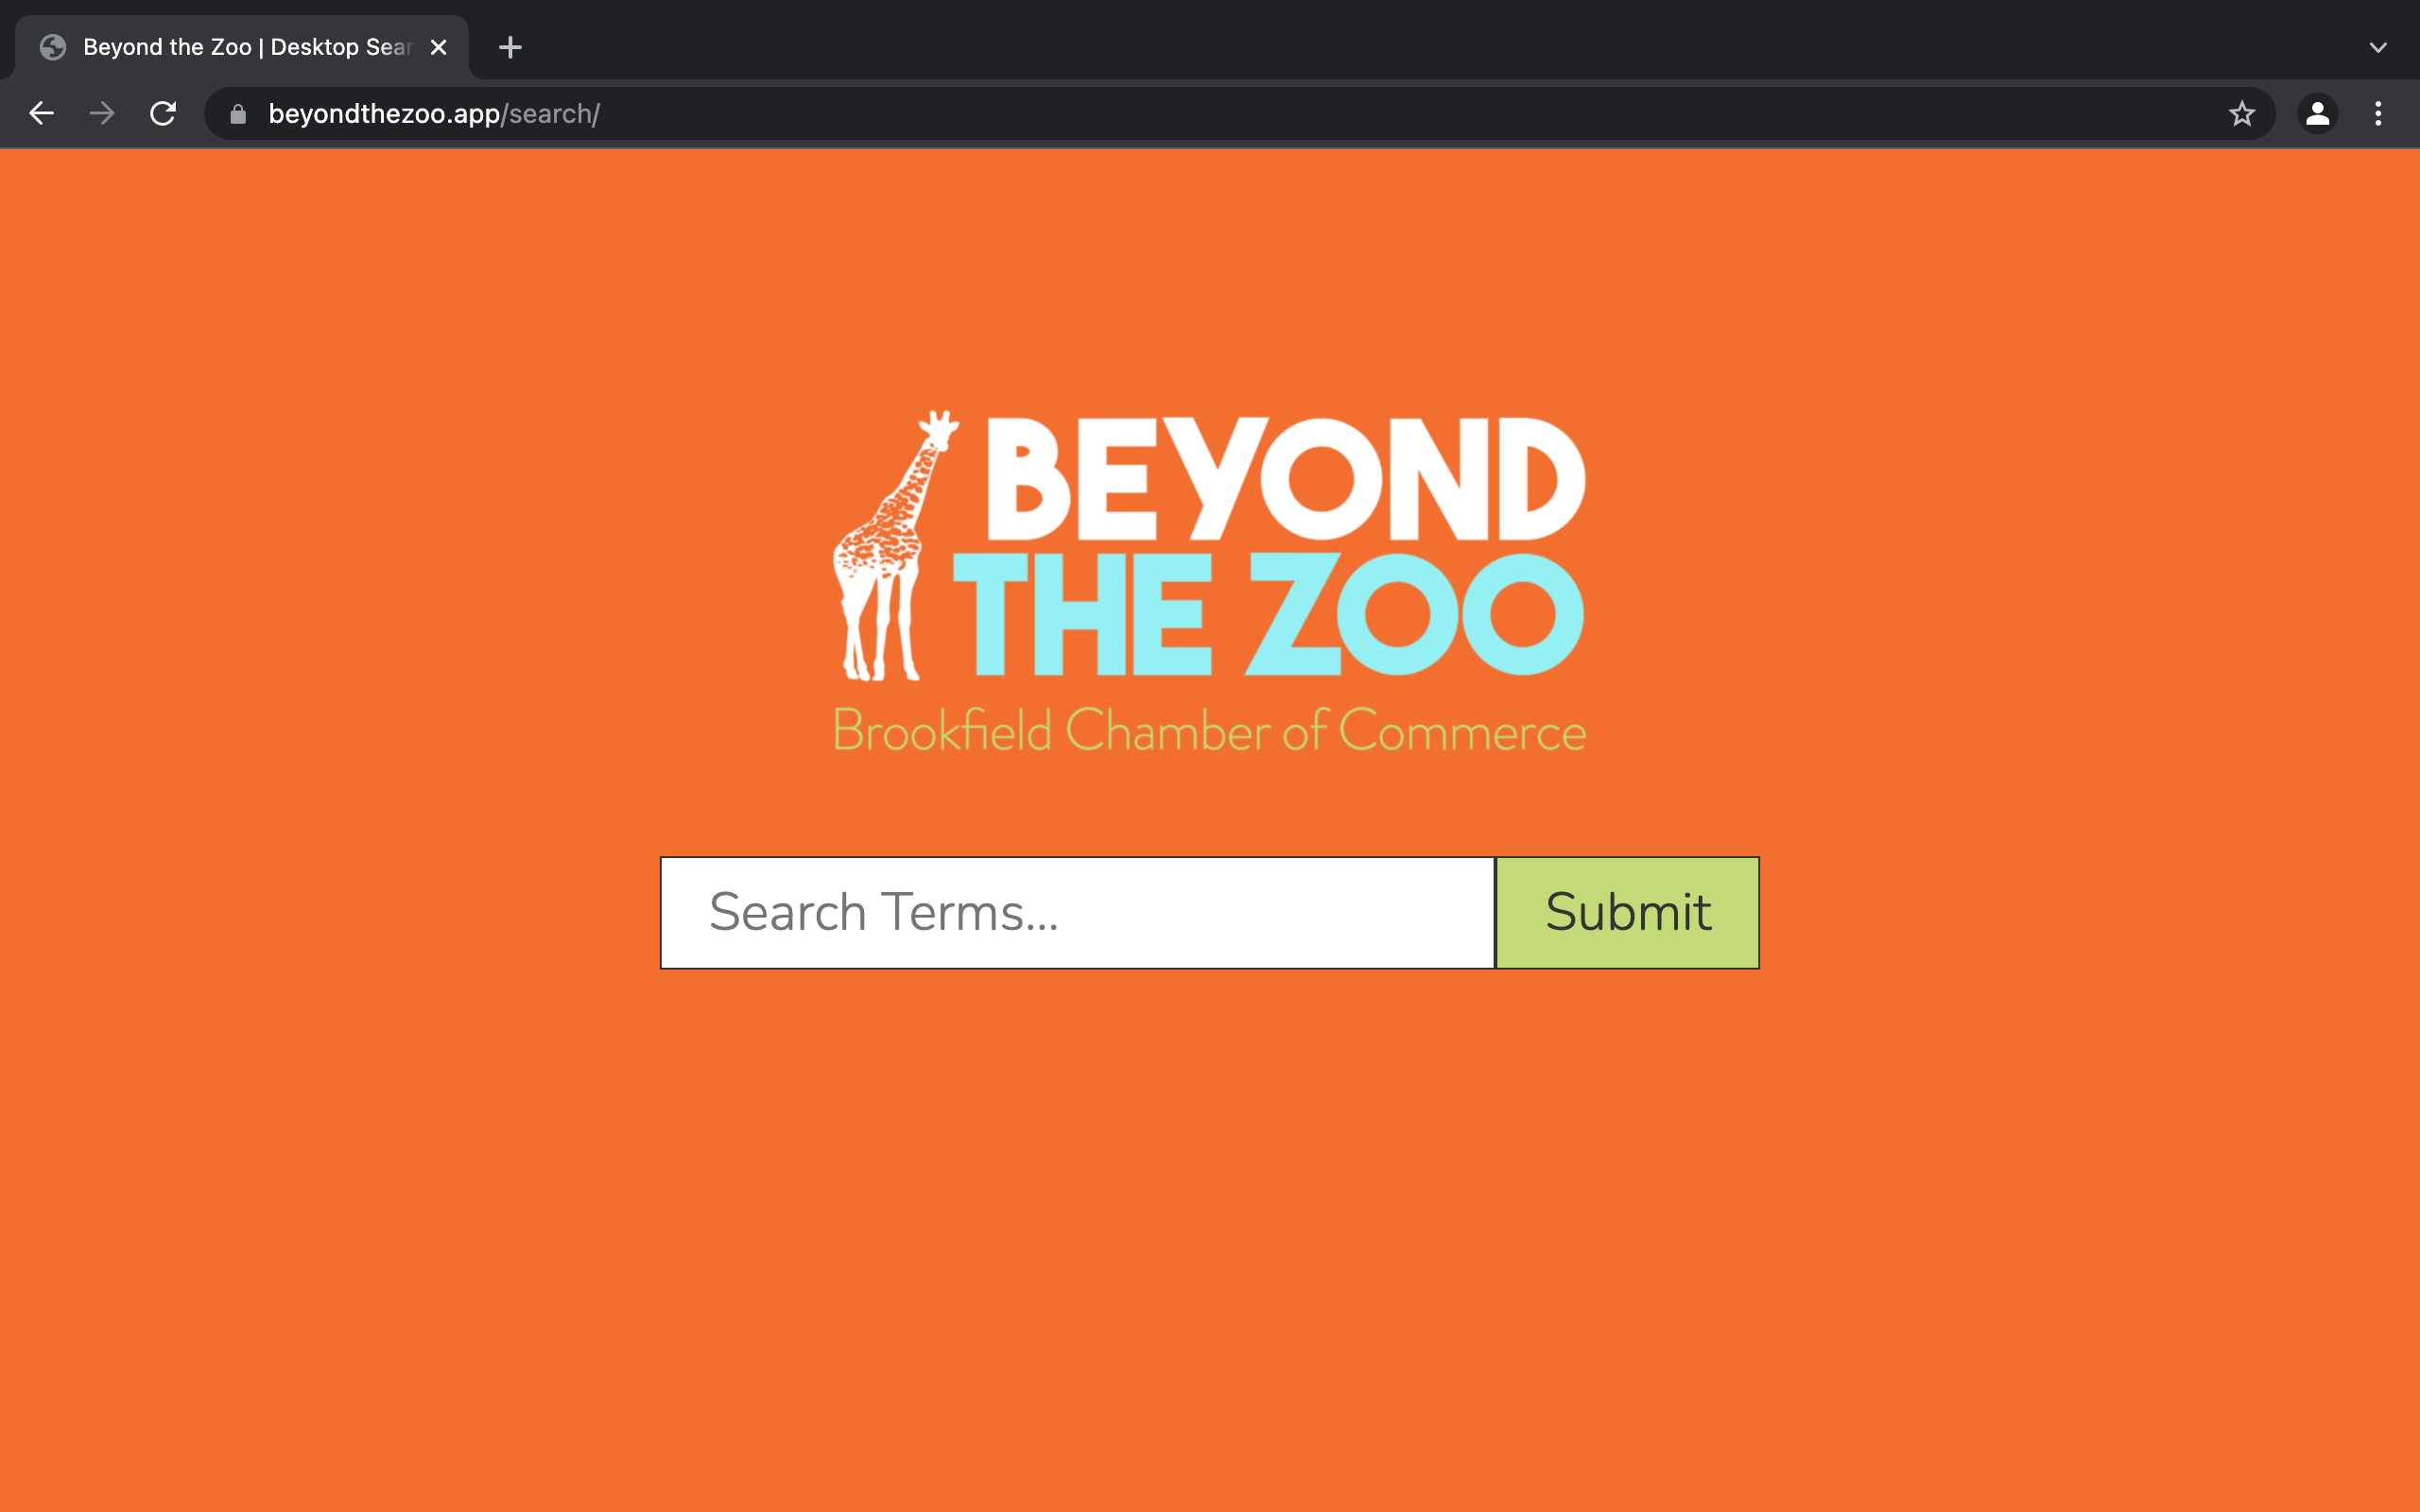 Beyond the Zoo | Desktop Sear
beyondthezoo.app/search/
BEYOND
THE ZOO
Brookfield Chamber of Commerce
Search Terms...
Submit